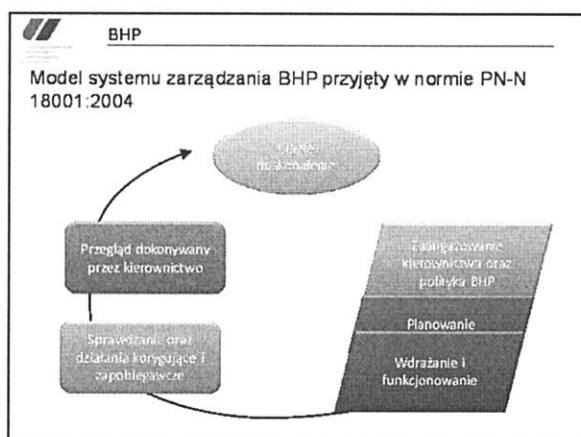 BHP
Model systemu zarządzania BHP przyjęty w normie PN-N
18001:2004
Ciągłe
doskonalenie
Przegląd dokonywany
przez kierownictwo
Sprawdzanie oraz
działania korygujące i
zapobiegawcze
Zaangażowanie
kierownictwa oraz
polityka BHP
Planowanie
Wdrażanie i
funkcjonowanie